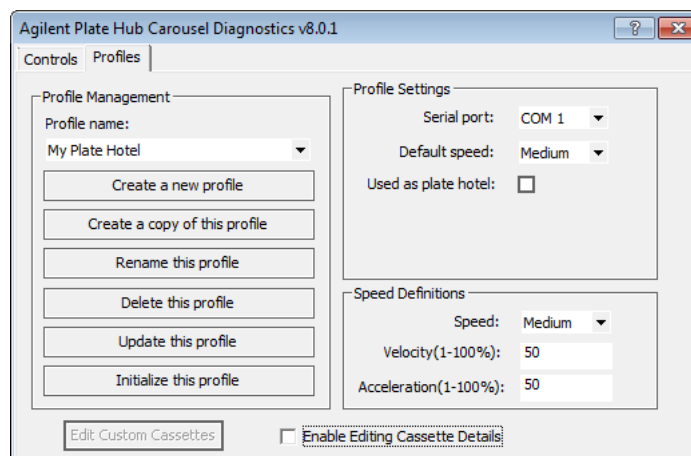 Agilent Plate Hub Carousel Diagnostics v8.0.1
?
Controls
Profiles
Profile Management
Profile name:
My Plate Hotel
Create a new profile
Create a copy of this profile
Rename this profile
Delete this profile
Update this profile
Initialize this profile
Profile Settings
Serial port: COM 1
Default speed: Medium
Used as plate hotel:
Speed Definitions
Speed: Medium
Velocity(1-100%): 50
Acceleration(1-100%): 50
Edit Custom Cassettes
Enable Editing Cassette Details